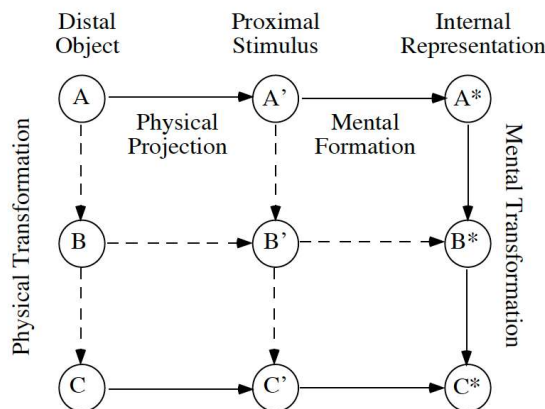 Distal Object
Proximal Stimulus
Internal Representation
A
A’
A*
Physical Projection
Mental Formation
Physical Transformation
Mental Transformation
B
B’
B*
C
C’
C*